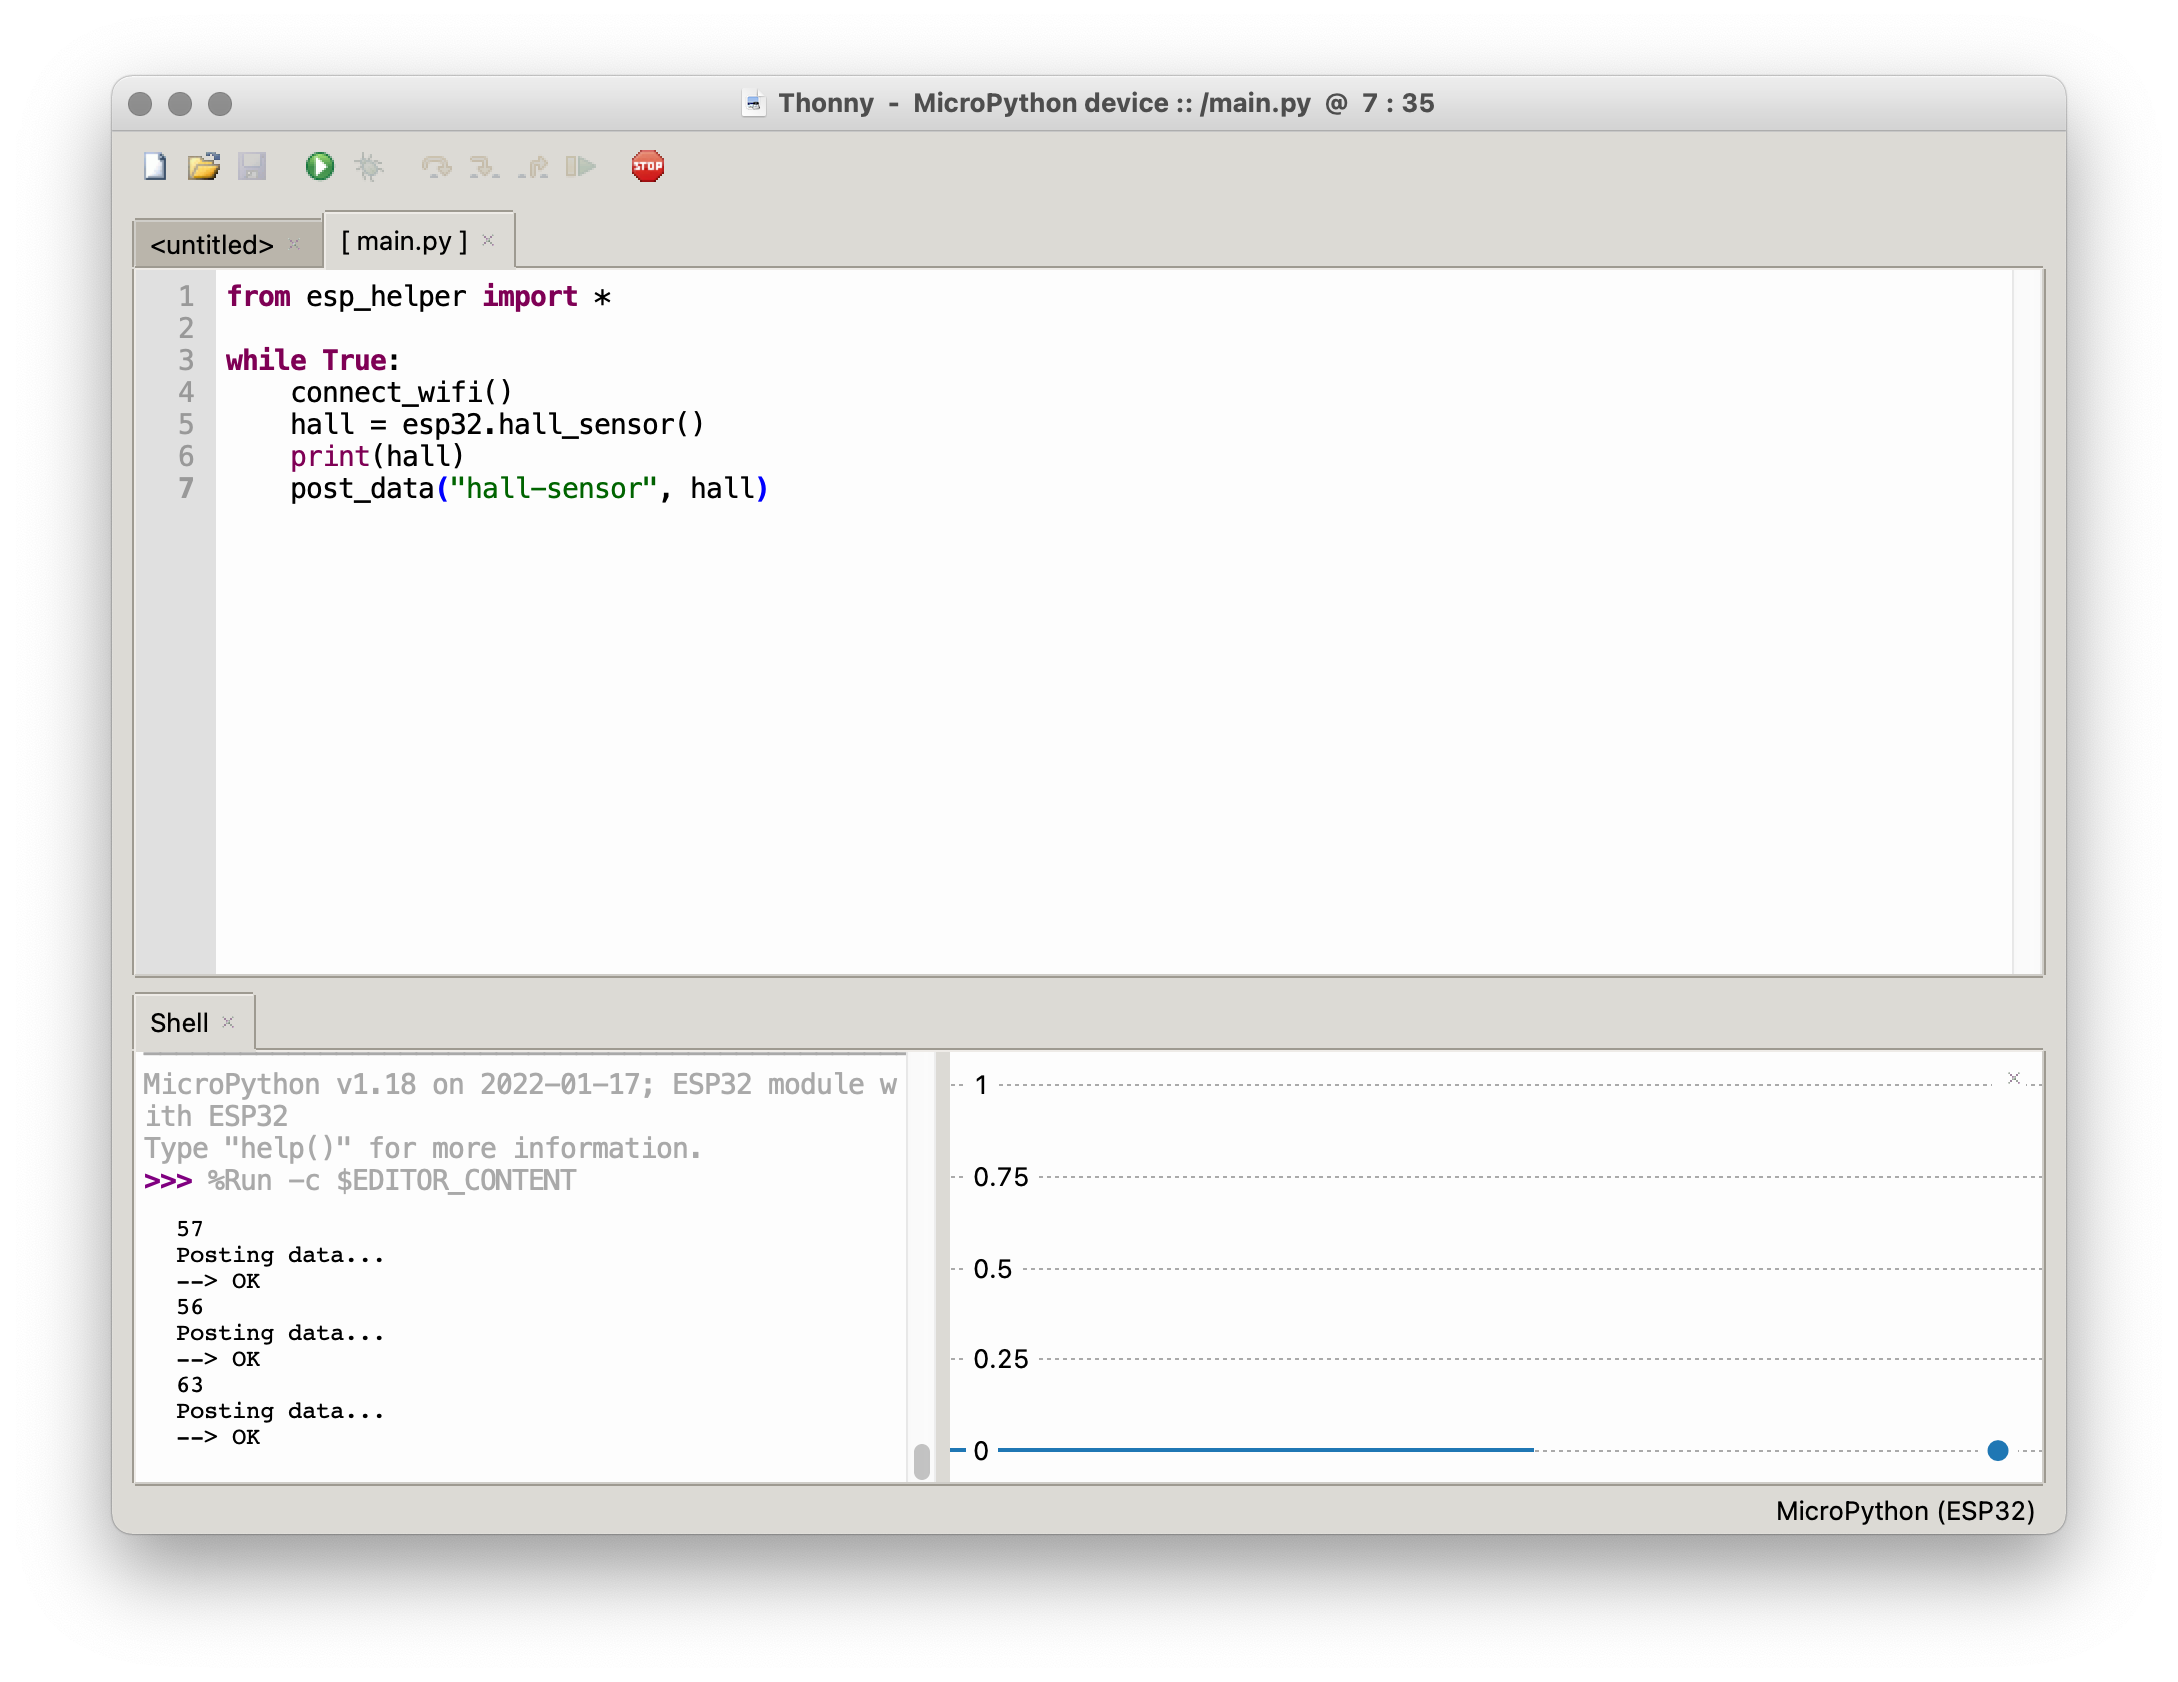 Thonny - MicroPython device :: /main.py @ 7 : 35
STOP
<untitled>
[ main.py ]
1 from esp_helper import *
2
3 while True:
4     connect_wifi()
5     hall = esp32.hall_sensor()
6     print(hall)
7     post_data("hall-sensor", hall)
Shell
MicroPython v1.18 on 2022-01-17; ESP32 module w
ith ESP32
Type "help()" for more information.
>>> %Run -c $EDITOR_CONTENT
57
Posting data...
--> OK
56
Posting data...
--> OK
63
Posting data...
--> OK
1
0.75
0.5
0.25
0
MicroPython (ESP32)